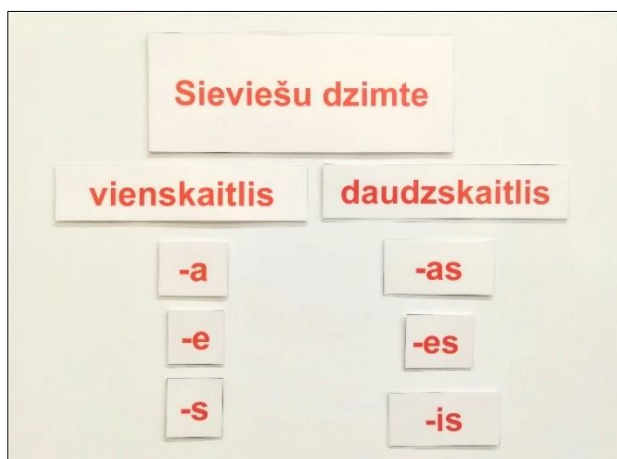 Sieviešu dzimte
vienskaitlis daudzskaitlis
-a -as
-e -es
-s -is